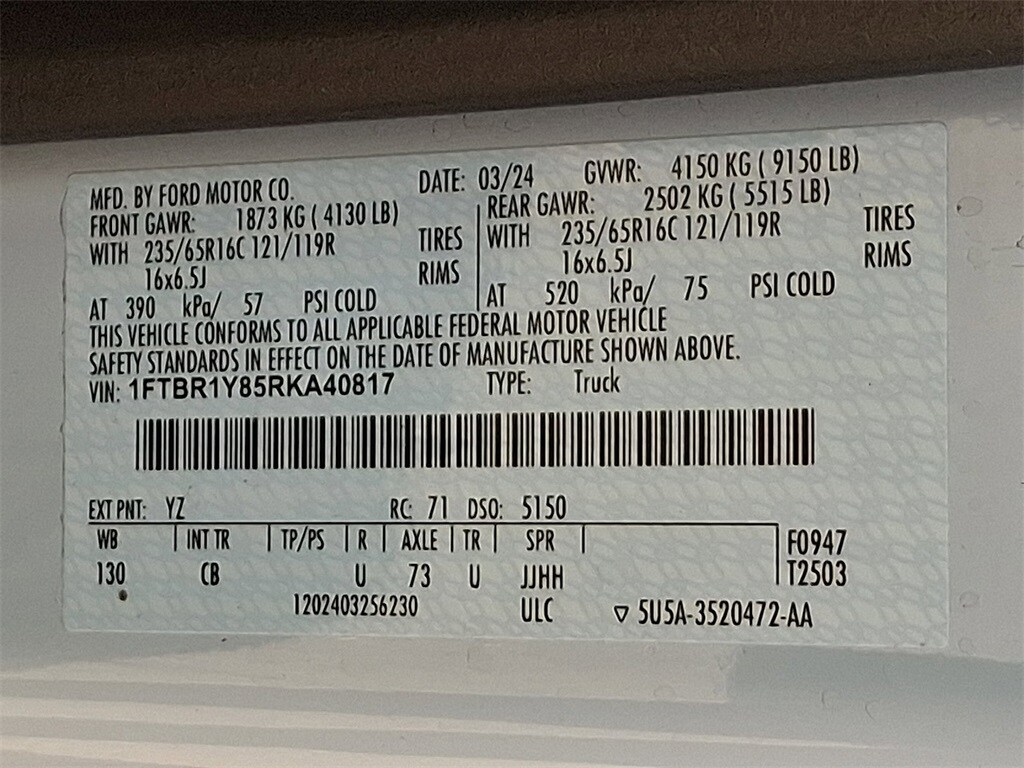 MFD. BY FORD MOTOR CO. DATE: 03/24 GVWR: 4150 KG ( 9150 LB)
FRONT GAWR: 1873 KG ( 4130 LB) REAR GAWR: 2502 KG ( 5515 LB)
WITH 235/65R16C 121/119R TIRES WITH 235/65R16C 121/119R TIRES
16x6.5J RIMS 16x6.5J RIMS
AT 390 kPa/ 57 PSI COLD AT 520 kPa/ 75 PSI COLD
THIS VEHICLE CONFORMS TO ALL APPLICABLE FEDERAL MOTOR VEHICLE
SAFETY STANDARDS IN EFFECT ON THE DATE OF MANUFACTURE SHOWN ABOVE.
VIN: 1FTBR1Y85RKA40817 TYPE: Truck
EXT PNT: YZ RC: 71 DSO: 5150
WB INT TR TP/PS R AXLE TR SPR F0947
130 CB U 73 U JJHH T2503
1202403256230 ULC ▽ 5U5A-3520472-AA